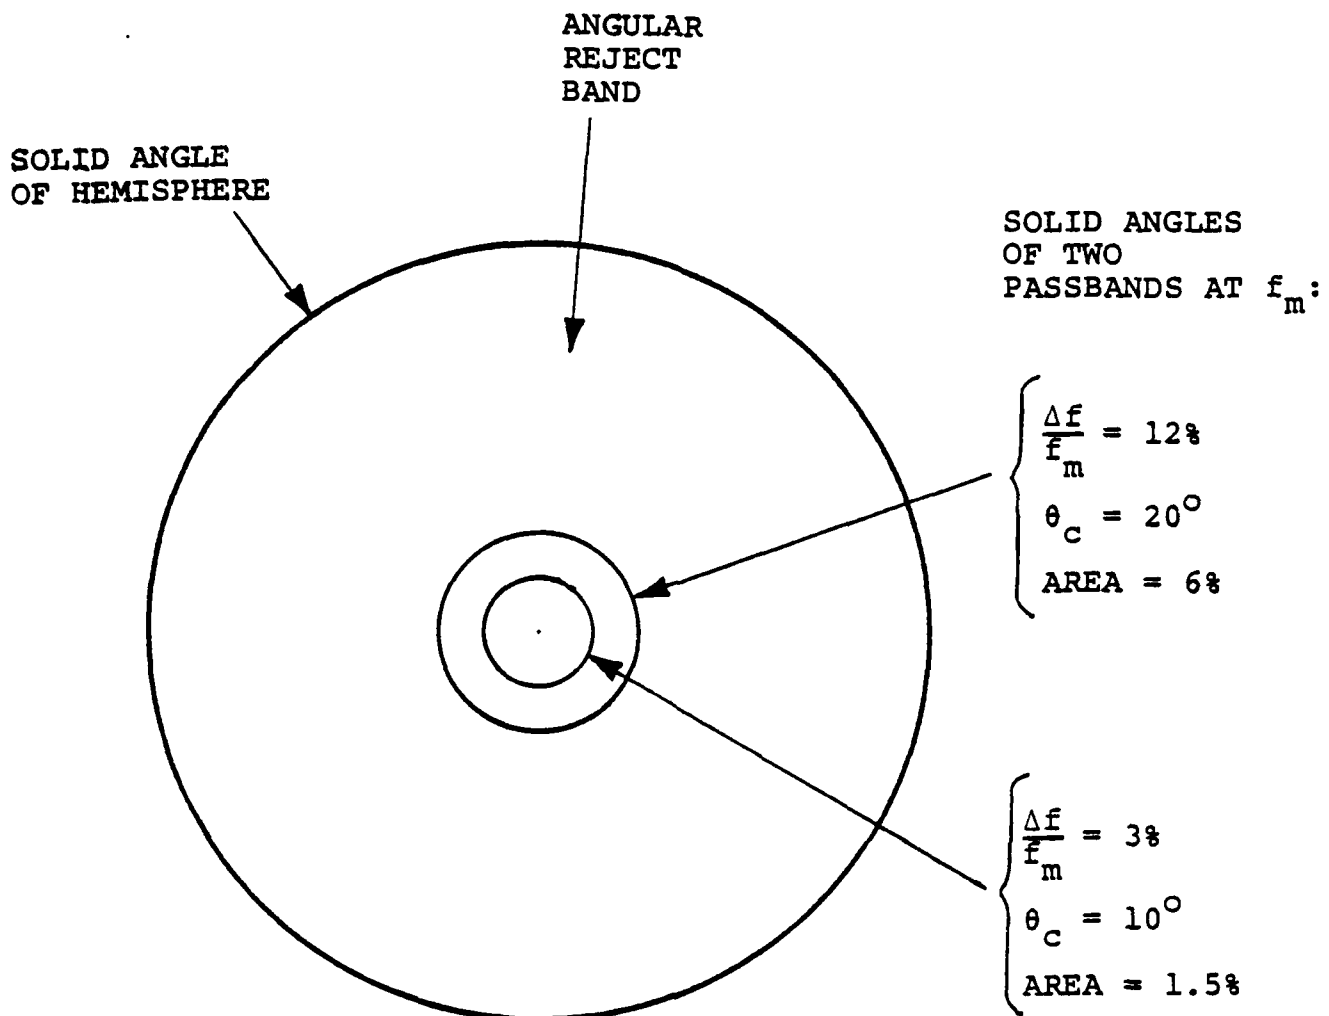 ANGULAR
REJECT
BAND
SOLID ANGLE
OF HEMISPHERE
SOLID ANGLES
OF TWO
PASSBANDS AT f_m:
Δf/f_m = 12%
θ_c = 20°
AREA = 6%
Δf/f_m = 3%
θ_c = 10°
AREA = 1.5%